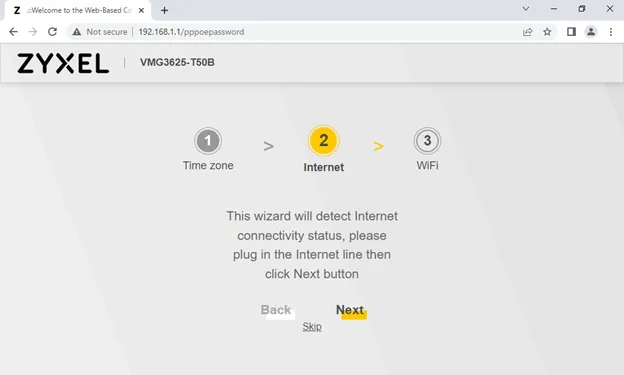 Z .::Welcome to the Web-Based Co
Not secure | 192.168.1.1/pppoepassword
ZYXEL | VMG3625-T50B
1 > 2 > 3
Time zone Internet WiFi
This wizard will detect Internet
connectivity status, please
plug in the Internet line then
click Next button
Back Next
Skip